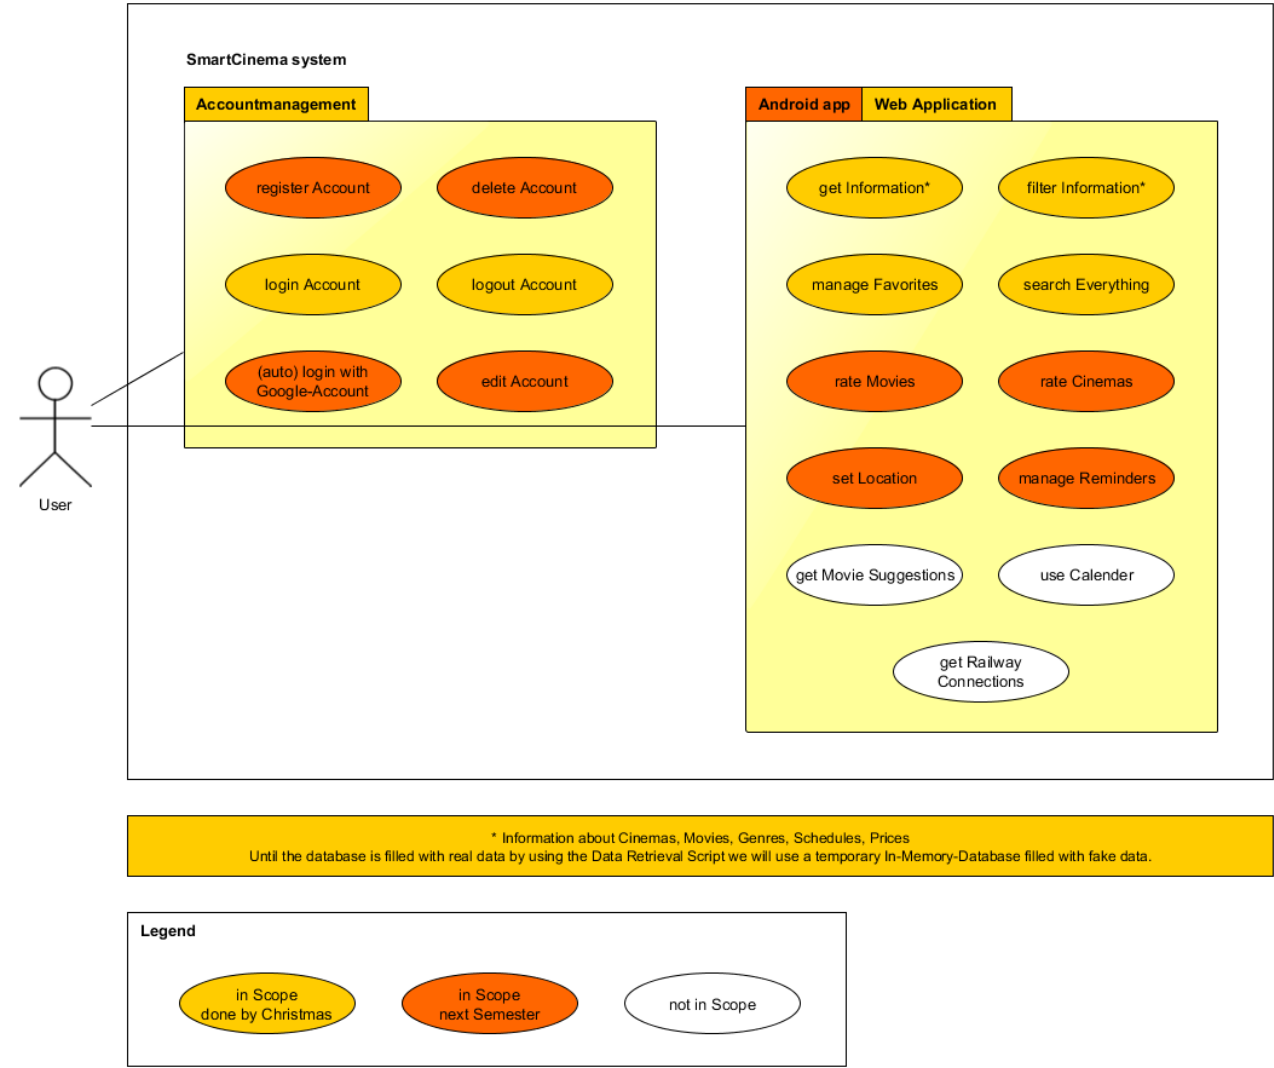 SmartCinema system
Accountmanagement
register Account
delete Account
login Account
logout Account
(auto) login with
Google-Account
edit Account
Android app
Web Application
get Information*
filter Information*
manage Favorites
search Everything
rate Movies
rate Cinemas
set Location
manage Reminders
get Movie Suggestions
use Calender
get Railway
Connections
User
* Information about Cinemas, Movies, Genres, Schedules, Prices
Until the database is filled with real data by using the Data Retrieval Script we will use a temporary In-Memory-Database filled with fake data.
Legend
in Scope
done by Christmas
in Scope
next Semester
not in Scope